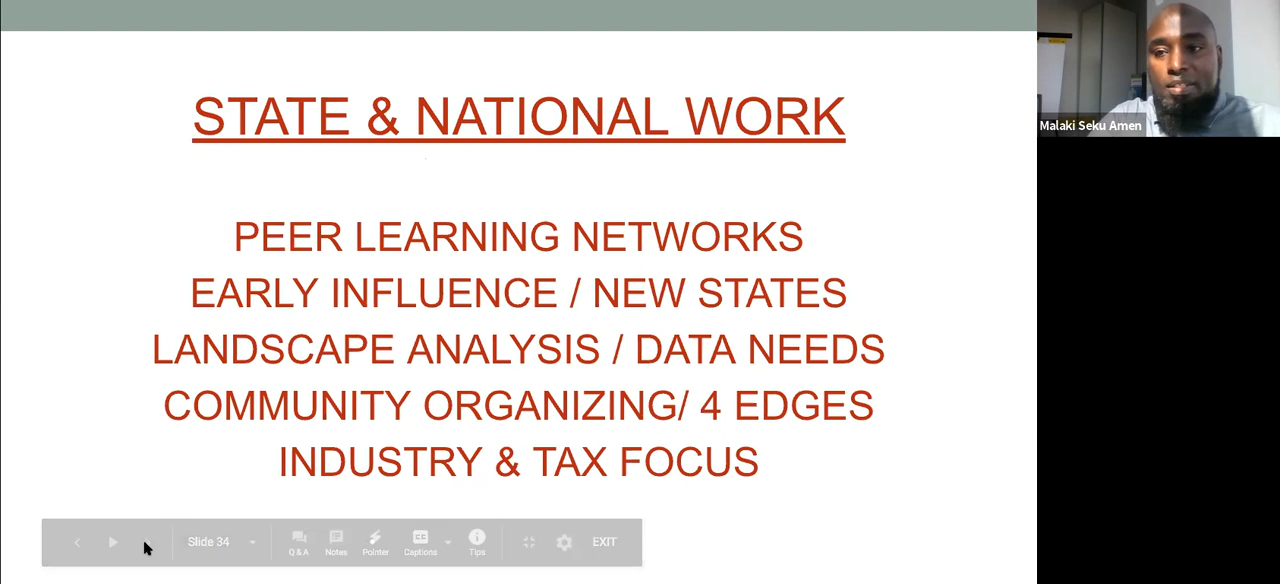 STATE & NATIONAL WORK
PEER LEARNING NETWORKS
EARLY INFLUENCE / NEW STATES
LANDSCAPE ANALYSIS / DATA NEEDS
COMMUNITY ORGANIZING/ 4 EDGES
INDUSTRY & TAX FOCUS
Malaki Seku Amen
Slide 34
Q & A
Notes
Pointer
Captions
Tips
EXIT